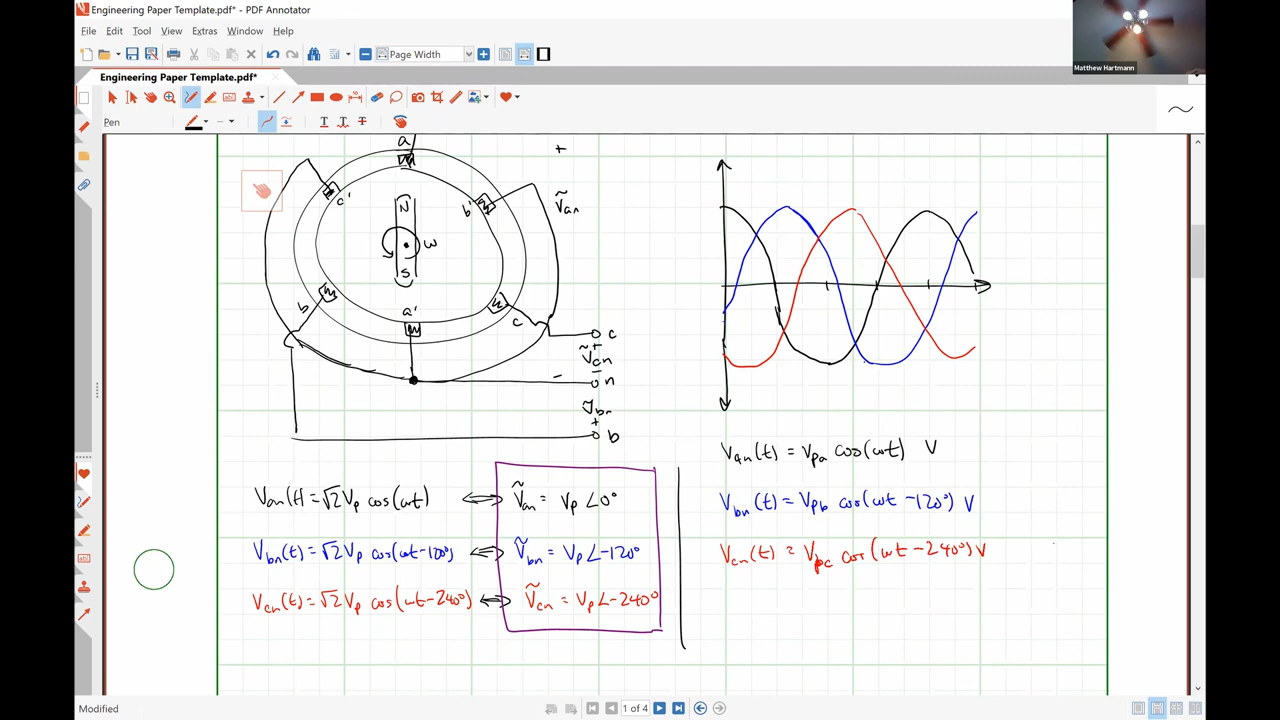 Engineering Paper Template.pdf* - PDF Annotator
File Edit Tool View Extras Window Help
Page Width
Engineering Paper Template.pdf*
Pen
Matthew Hartmann
a
+
c'
N
b'
Ṽan
ω
S
b
a'
c
c
+
Ṽcn
-
n
-
Ṽbn
+
b
Van(t) = √2 Vp cos(ωt) ⇔ Ṽan = Vp∠0°
Vbn(t) = √2 Vp cos(ωt-120°) ⇔ Ṽbn = Vp∠-120°
Vcn(t) = √2 Vp cos(ωt-240°) ⇔ Ṽcn = Vp∠-240°
Van(t) = Vpa cos(ωt) V
Vbn(t) = Vpb cos(ωt -120°) V
Vcn(t) = Vpc cos(ωt -240°) V
Modified
1 of 4